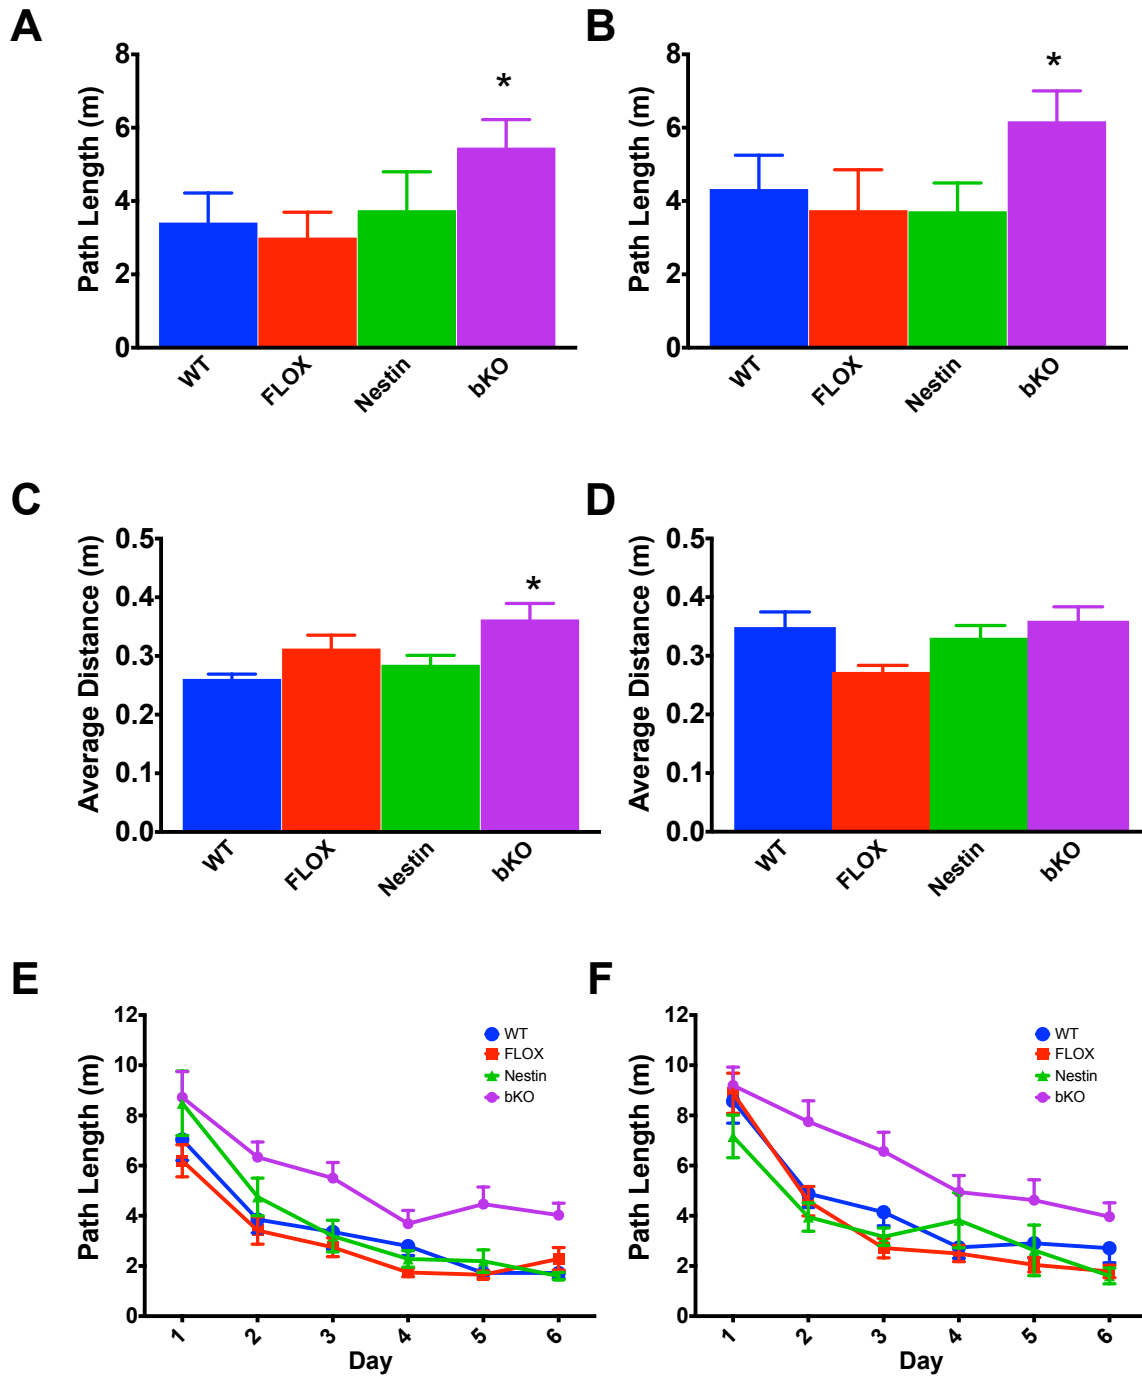 A
Path Length (m)
8
6
4
2
0
*
WT
FLOX
Nestin
bKO
B
Path Length (m)
8
6
4
2
0
*
WT
FLOX
Nestin
bKO
C
Average Distance (m)
0.5
0.4
0.3
0.2
0.1
0.0
*
WT
FLOX
Nestin
bKO
D
Average Distance (m)
0.5
0.4
0.3
0.2
0.1
0.0
WT
FLOX
Nestin
bKO
E
Path Length (m)
12
10
8
6
4
2
0
WT
FLOX
Nestin
bKO
1 2 3 4 5 6
Day
F
Path Length (m)
12
10
8
6
4
2
0
WT
FLOX
Nestin
bKO
1 2 3 4 5 6
Day